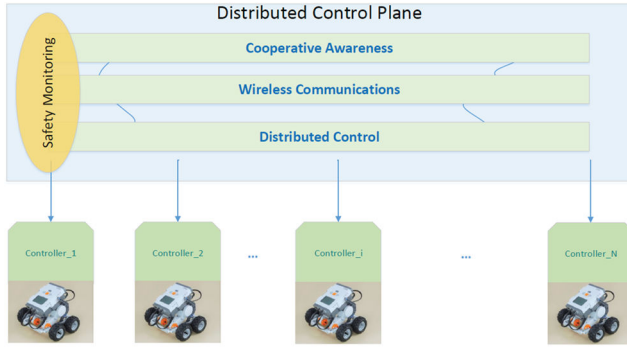 Distributed Control Plane
Safety Monitoring
Cooperative Awareness
Wireless Communications
Distributed Control
Controller_1
Controller_2
...
Controller_i
...
Controller_N